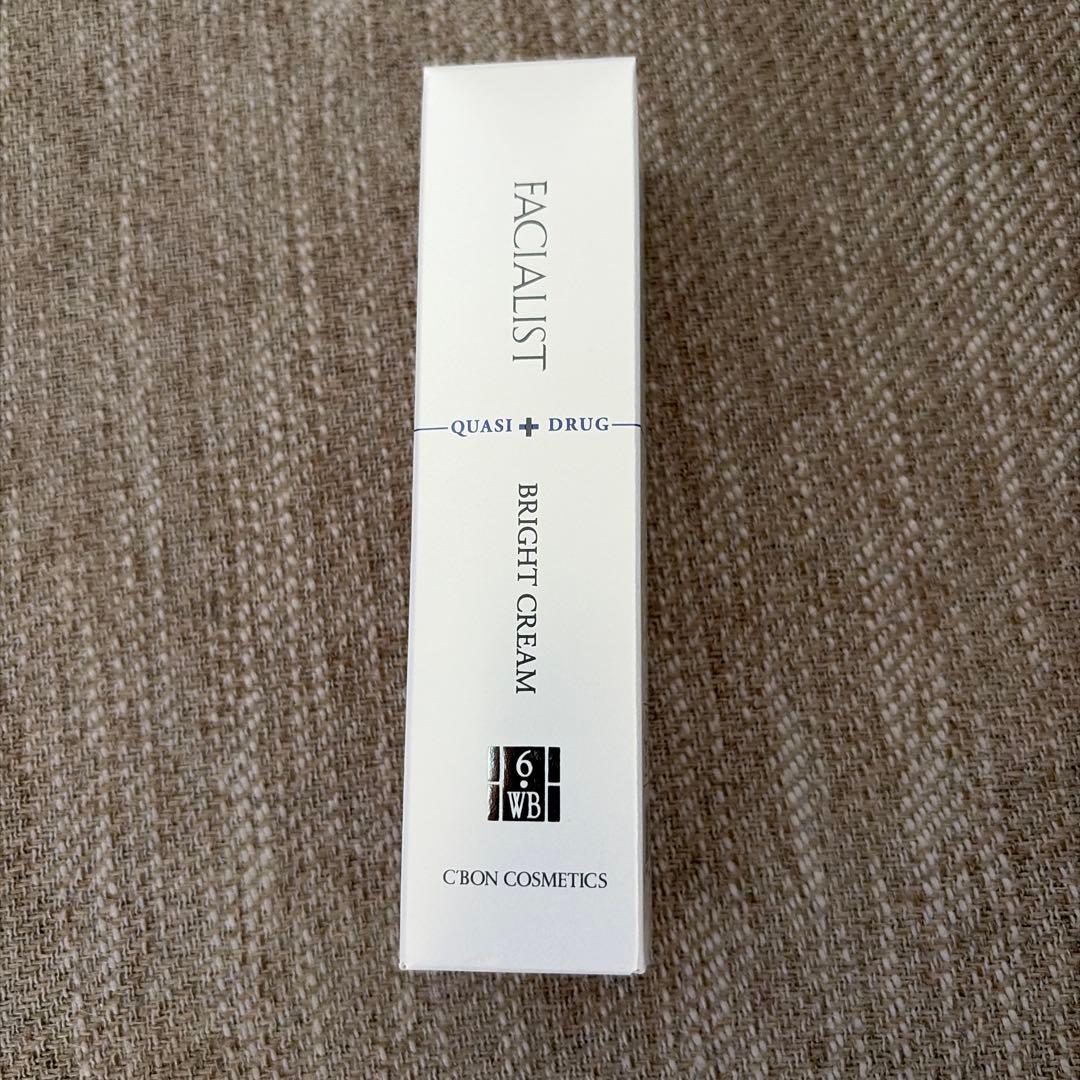 FACIALIST
QUASI + DRUG
BRIGHT CREAM
6.
WB
C'BON COSMETICS